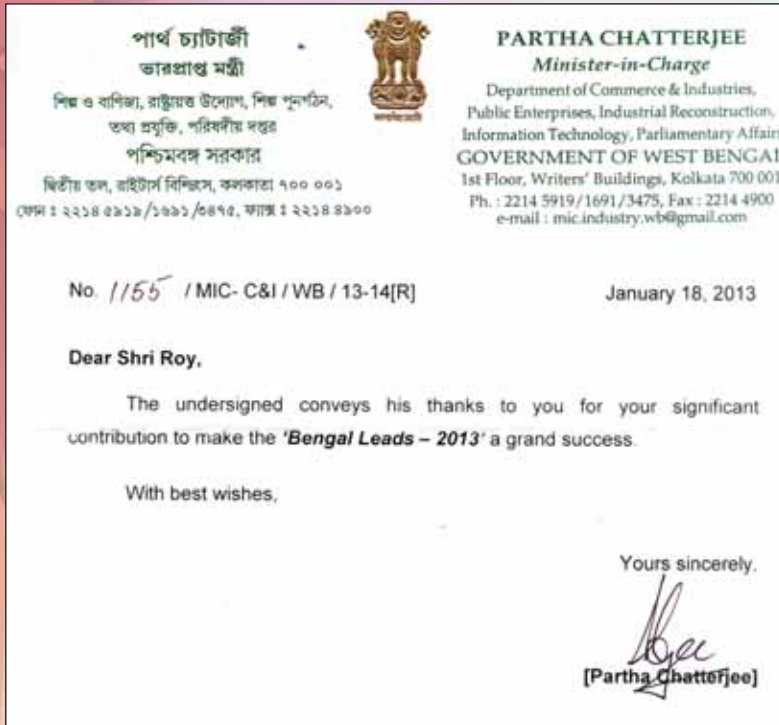 পার্থ চ্যাটার্জী
ভারপ্রাপ্ত মন্ত্রী
শিল্প ও বাণিজ্য, রাষ্ট্রায়ত্ত উদ্যোগ, শিল্প পুনর্গঠন,
তথ্য প্রযুক্তি, পরিষদীয় দপ্তর
পশ্চিমবঙ্গ সরকার
দ্বিতীয় তল, রাইটার্স বিল্ডিংস, কলকাতা ৭০০ ০০১
ফোন : ২২১৪ ৫৯১৯/১৬৯১/৩৪৭৫, ফ্যাক্স : ২২১৪ ৪৯০০
PARTHA CHATTERJEE
Minister-in-Charge
Department of Commerce & Industries,
Public Enterprises, Industrial Reconstruction,
Information Technology, Parliamentary Affair
GOVERNMENT OF WEST BENGAL
1st Floor, Writers' Buildings, Kolkata 700 001
Ph. : 2214 5919/1691/3475, Fax : 2214 4900
e-mail : mic.industry.wb@gmail.com
No. 1155 / MIC- C&I / WB / 13-14[R]
January 18, 2013
Dear Shri Roy,
The undersigned conveys his thanks to you for your significant
contribution to make the 'Bengal Leads – 2013' a grand success.
With best wishes,
Yours sincerely.
[Partha Chatterjee]